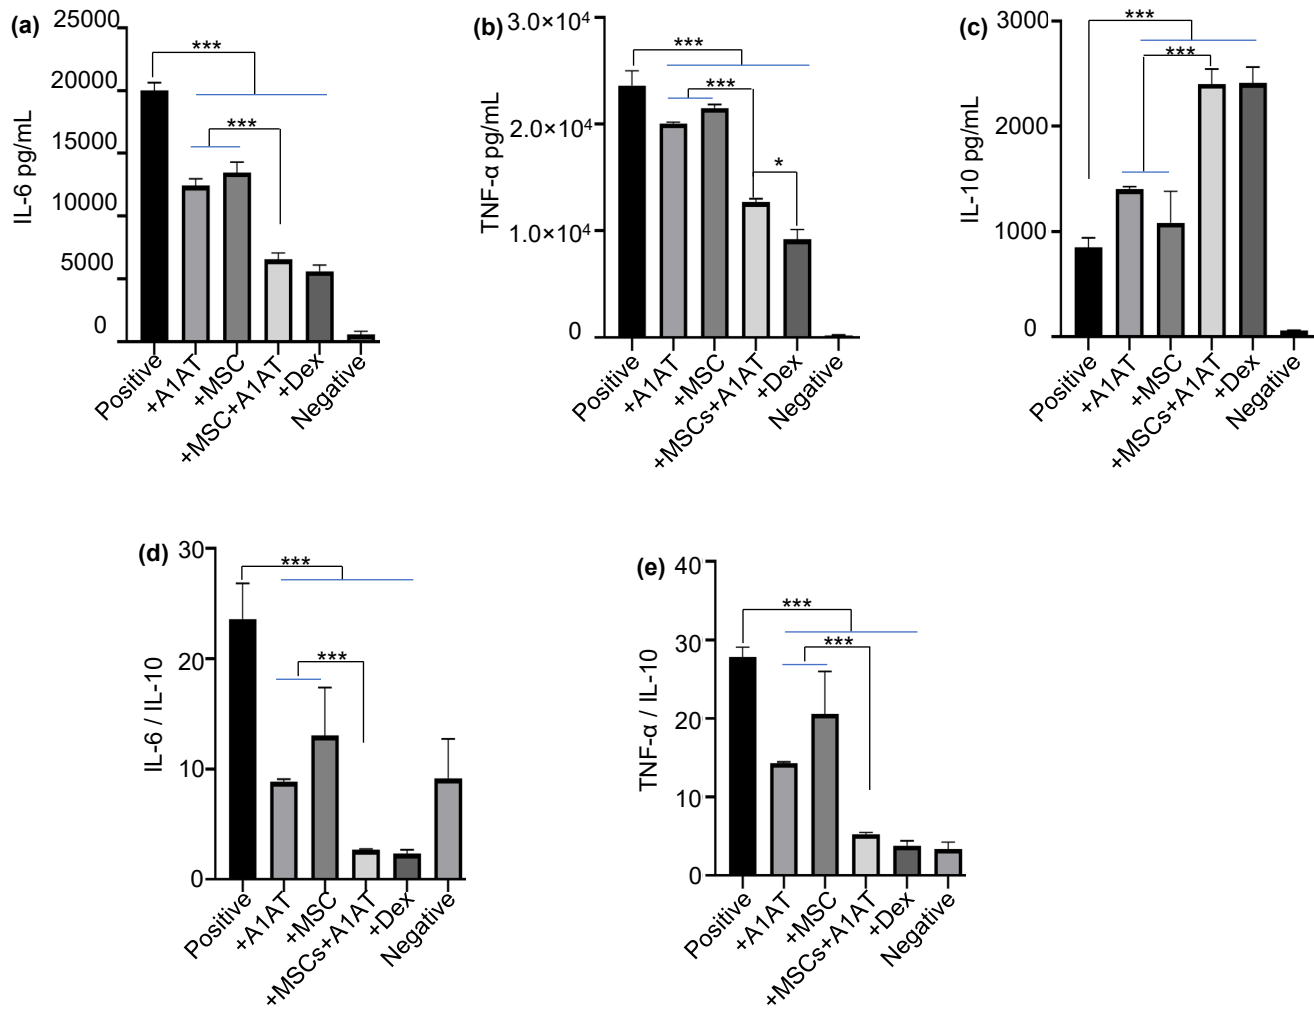 (a)
25000
20000
15000
10000
5000
0
IL-6 pg/mL
***
***
Positive
+A1AT
+MSC
+MSC+A1AT
+Dex
Negative
(b)
3.0×10⁴
2.0×10⁴
1.0×10⁴
0
TNF-α pg/mL
***
***
*
Positive
+A1AT
+MSC
+MSCs+A1AT
+Dex
Negative
(c)
3000
2000
1000
0
IL-10 pg/mL
***
***
Positive
+A1AT
+MSC
+MSCs+A1AT
+Dex
Negative
(d)
30
20
10
0
IL-6 / IL-10
***
***
Positive
+A1AT
+MSC
+MSCs+A1AT
+Dex
Negative
(e)
40
30
20
10
0
TNF-α / IL-10
***
***
Positive
+A1AT
+MSC
+MSCs+A1AT
+Dex
Negative